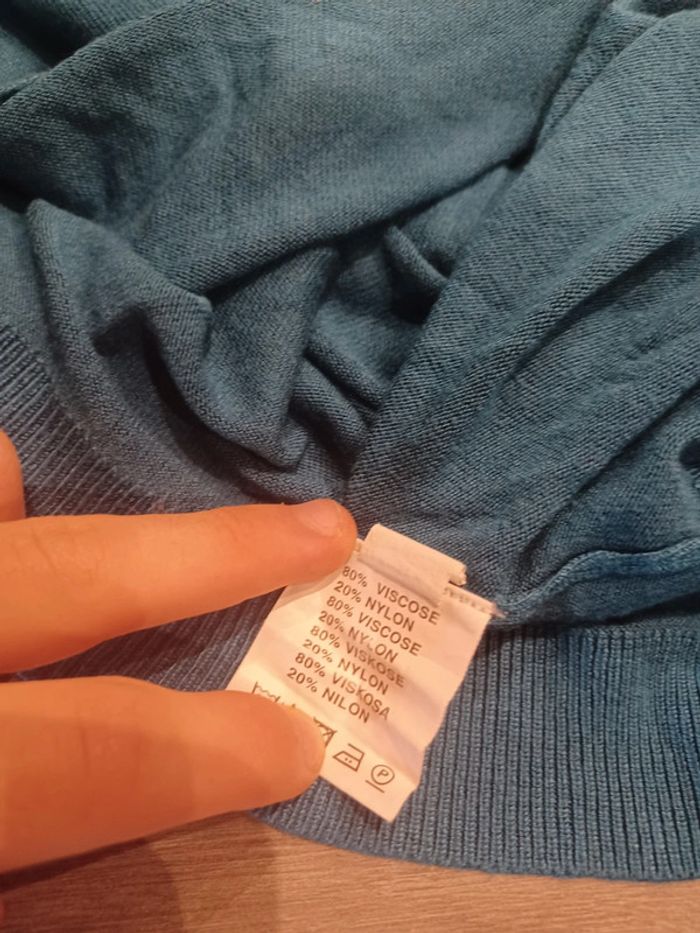 80% VISCOSE
20% NYLON
80% VISCOSE
20% NYLON
80% VISKOSE
20% NYLON
80% VISKOSA
20% NILON
P